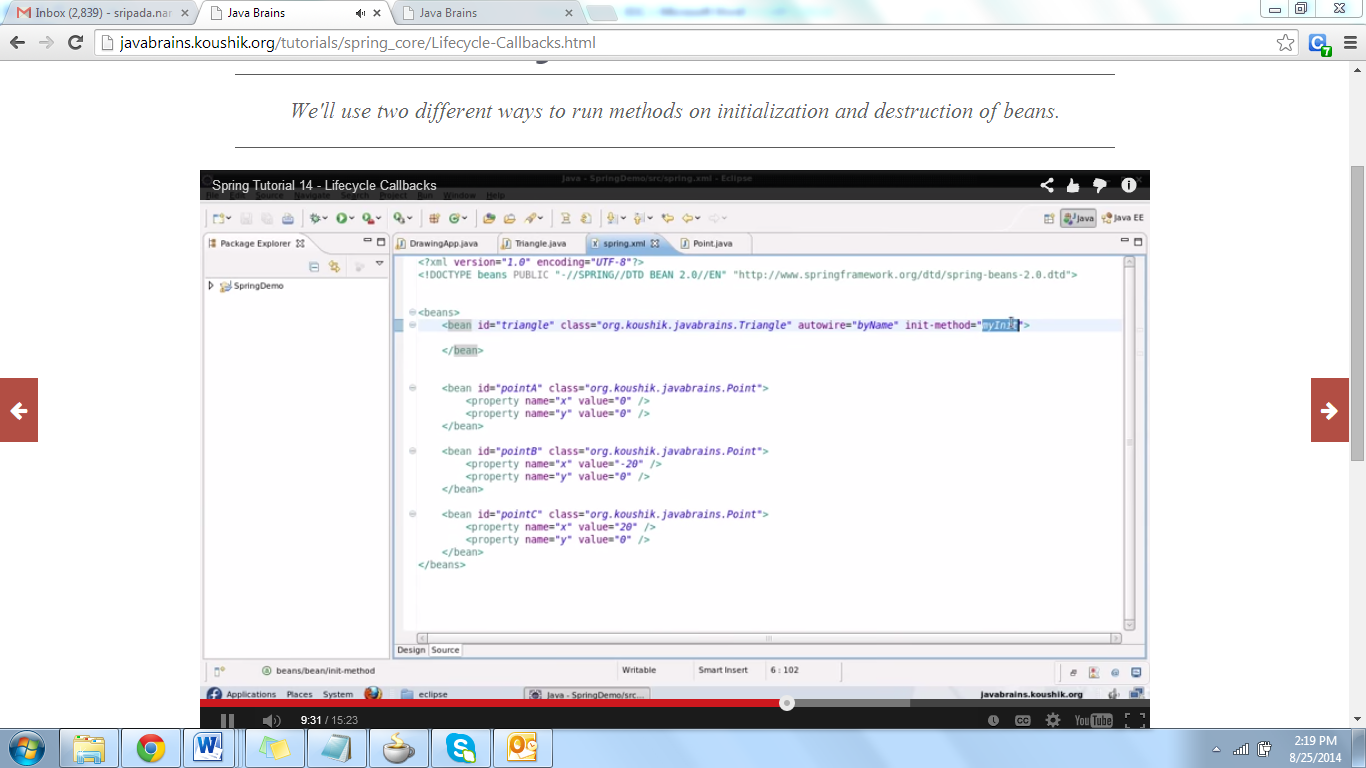 Inbox (2,839) - sripada.nar
Java Brains
Java Brains
javabrains.koushik.org/tutorials/spring_core/Lifecycle-Callbacks.html
We'll use two different ways to run methods on initialization and destruction of beans.
Java - SpringDemo/src/spring.xml - Eclipse
Spring Tutorial 14 - Lifecycle Callbacks
Java
Java EE
Package Explorer
DrawingApp.java
Triangle.java
spring.xml
Point.java
SpringDemo
<?xml version="1.0" encoding="UTF-8"?>
<!DOCTYPE beans PUBLIC "-//SPRING//DTD BEAN 2.0//EN" "http://www.springframework.org/dtd/spring-beans-2.0.dtd">
<beans>
<bean id="triangle" class="org.koushik.javabrains.Triangle" autowire="byName" init-method="myInit">
</bean>
<bean id="pointA" class="org.koushik.javabrains.Point">
<property name="x" value="0" />
<property name="y" value="0" />
</bean>
<bean id="pointB" class="org.koushik.javabrains.Point">
<property name="x" value="-20" />
<property name="y" value="0" />
</bean>
<bean id="pointC" class="org.koushik.javabrains.Point">
<property name="x" value="20" />
<property name="y" value="0" />
</bean>
</beans>
Design Source
beans/bean/init-method
Writable
Smart Insert
6 : 102
Applications Places System
eclipse
Java - SpringDemo/src...
javabrains.koushik.org
9:31 / 15:23
CC
YouTube
2:19 PM
8/25/2014